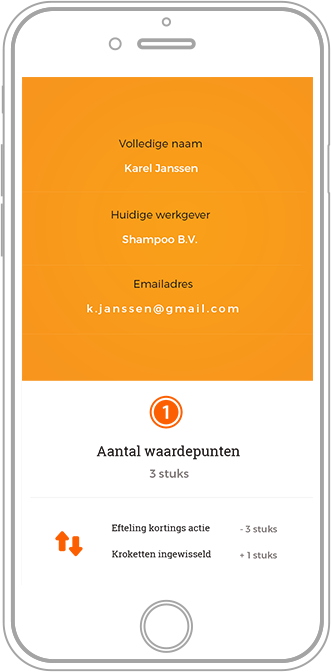 Volledige naam
Karel Janssen
Huidige werkgever
Shampoo B.V.
Emailadres
k.janssen@gmail.com
1
Aantal waardepunten
3 stuks
Efteling kortings actie - 3 stuks
Kroketten ingewisseld + 1 stuks